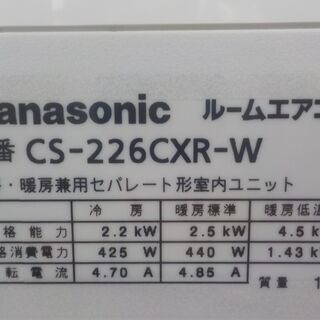 anasonic ルームエアコ
番 CS-226CXR-W
・暖房兼用セパレート形室内ユニット
冷 房 暖房標準 暖房低温
格 能 力 2.2 kW 2.5 kW 4.5 k
格消費電力 425 W 440 W 1.43 k
転 電 流 4.70 A 4.85 A
質 量 1